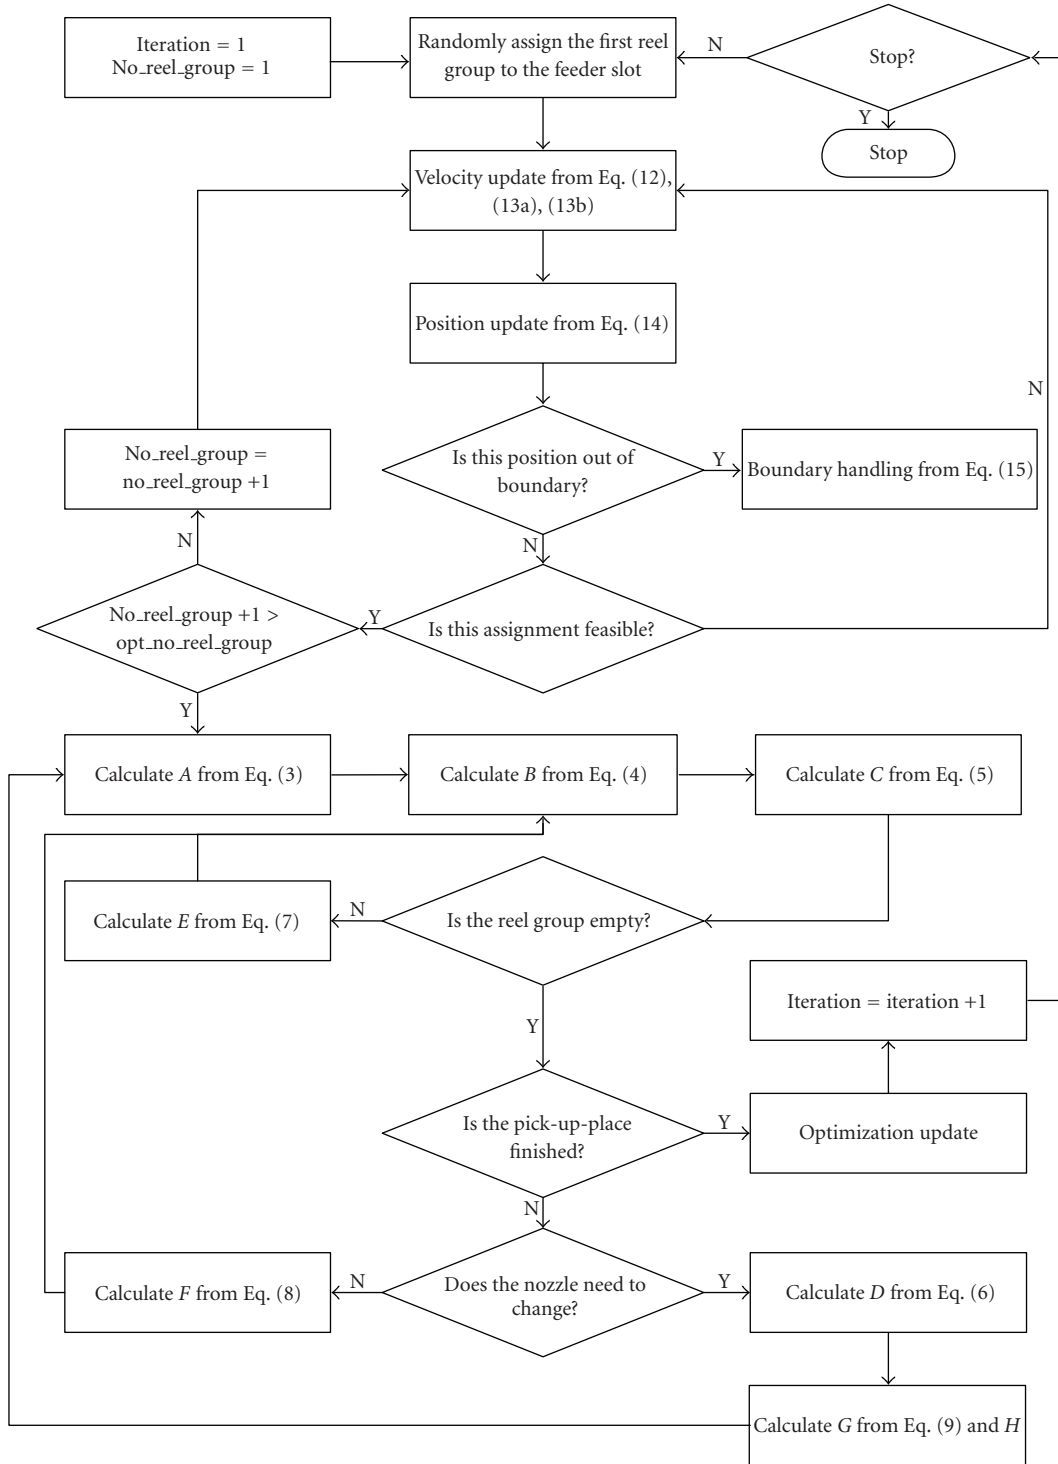 Iteration = 1
No_reel_group = 1
Randomly assign the first reel
group to the feeder slot
N
Stop?
Y
Stop
Velocity update from Eq. (12),
(13a), (13b)
Position update from Eq. (14)
N
No_reel_group =
no_reel_group +1
Is this position out of
boundary?
Y
Boundary handling from Eq. (15)
N
N
No_reel_group +1 >
opt_no_reel_group
Y
Is this assignment feasible?
Y
Calculate A from Eq. (3)
Calculate B from Eq. (4)
Calculate C from Eq. (5)
Calculate E from Eq. (7)
N
Is the reel group empty?
Y
Iteration = iteration +1
Is the pick-up-place
finished?
Y
Optimization update
N
Calculate F from Eq. (8)
N
Does the nozzle need to
change?
Y
Calculate D from Eq. (6)
Calculate G from Eq. (9) and H